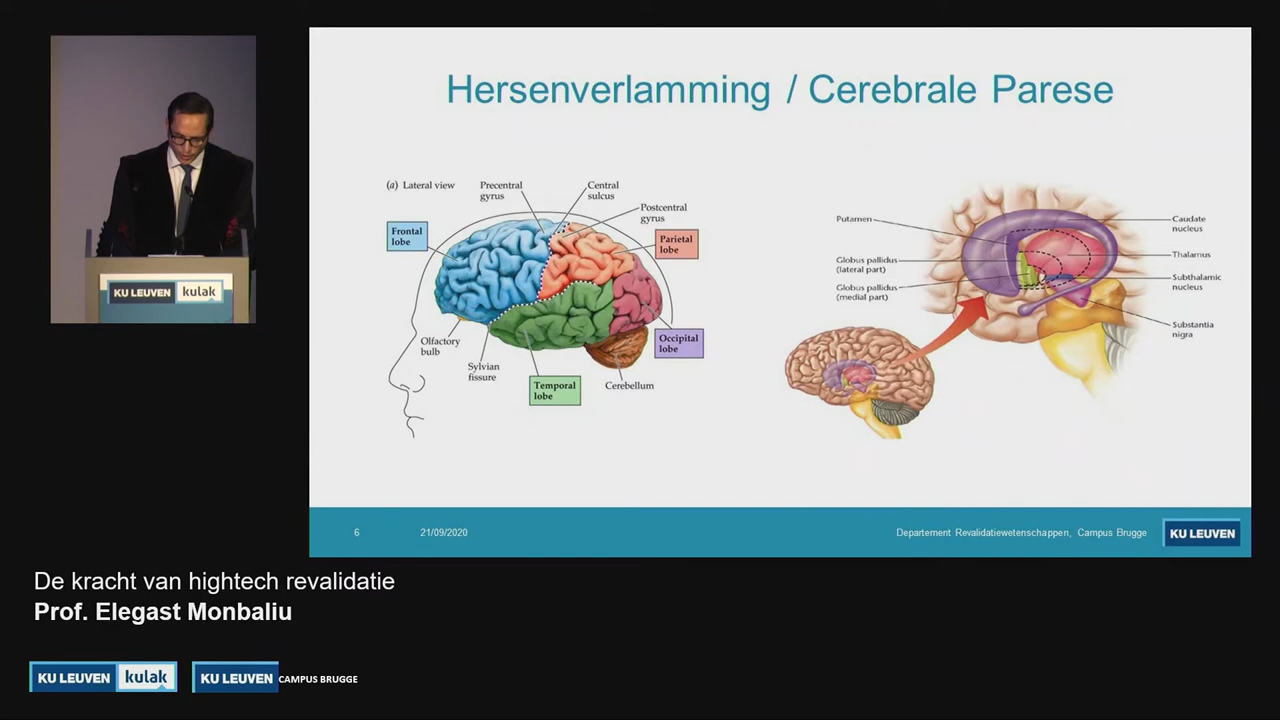 KU LEUVEN kulak
Hersenverlamming / Cerebrale Parese
(a) Lateral view
Precentral
gyrus
Central
sulcus
Postcentral
gyrus
Frontal
lobe
Parietal
lobe
Olfactory
bulb
Sylvian
fissure
Temporal
lobe
Cerebellum
Occipital
lobe
Putamen
Globus pallidus
(lateral part)
Globus pallidus
(medial part)
Caudate
nucleus
Thalamus
Subthalamic
nucleus
Substantia
nigra
6
21/09/2020
Departement Revalidatiewetenschappen, Campus Brugge
KU LEUVEN
De kracht van hightech revalidatie
Prof. Elegast Monbaliu
KU LEUVEN kulak
KU LEUVEN CAMPUS BRUGGE